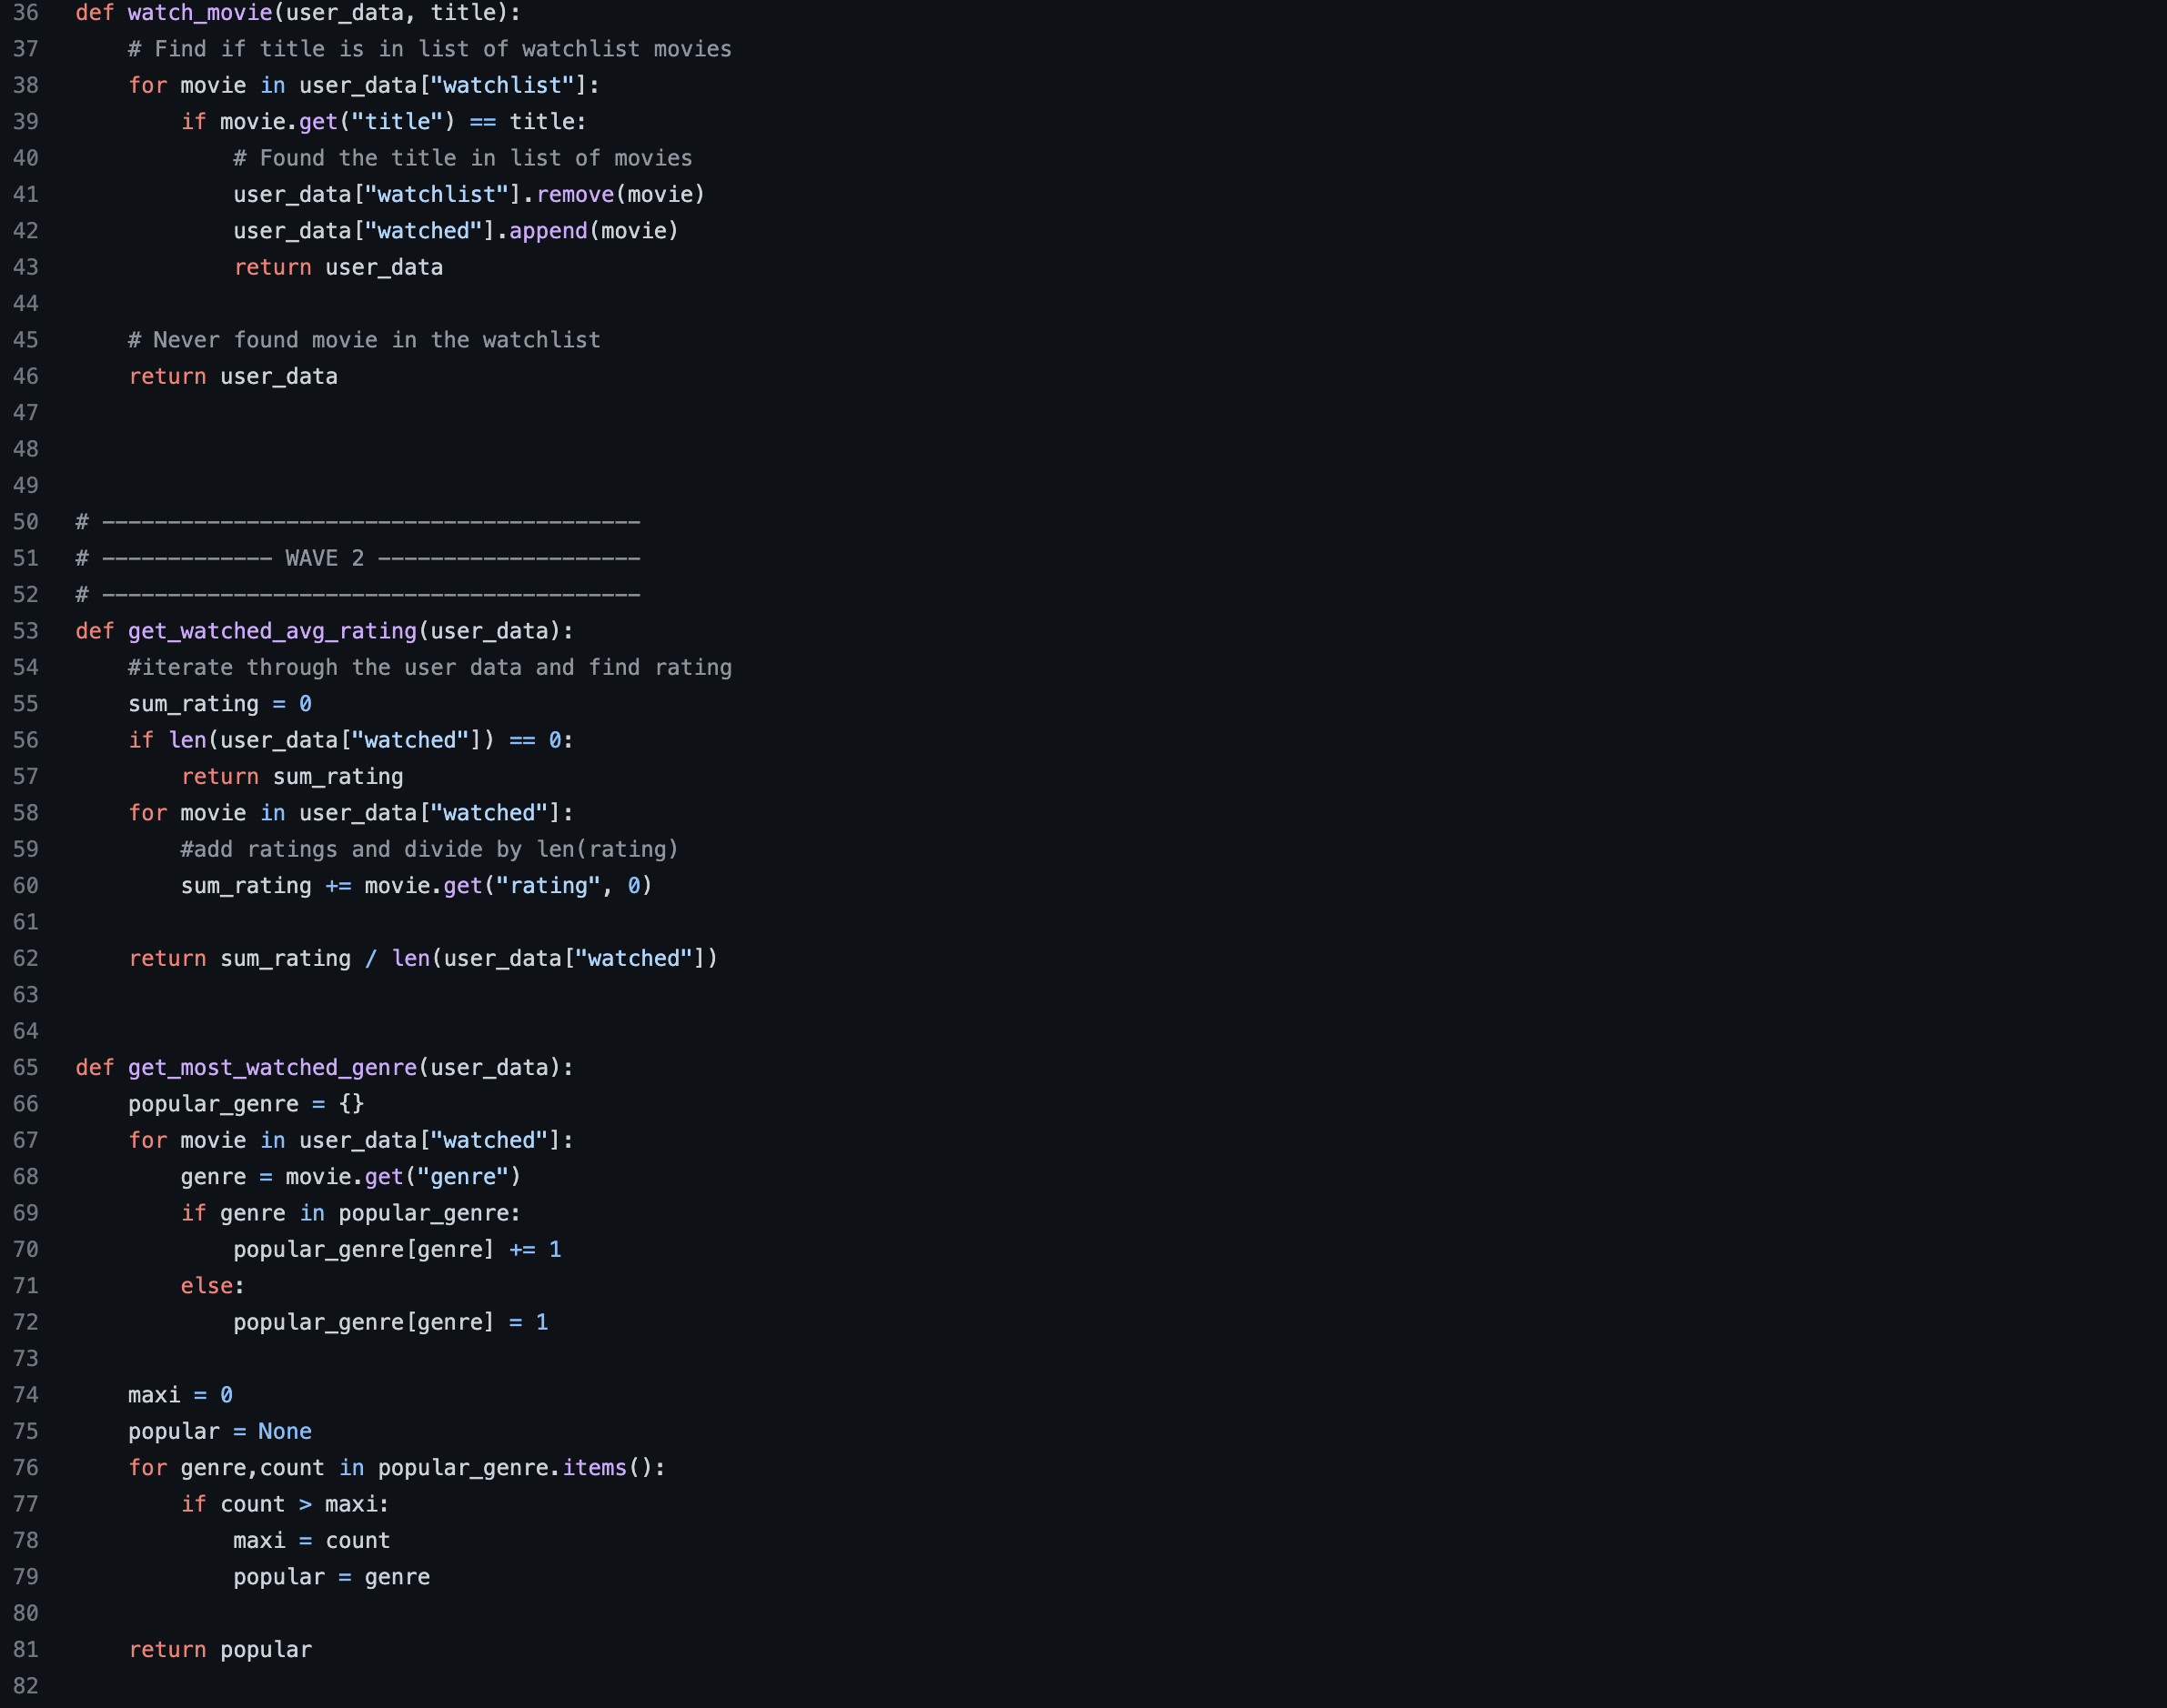 36 def watch_movie(user_data, title):
37     # Find if title is in list of watchlist movies
38     for movie in user_data["watchlist"]:
39         if movie.get("title") == title:
40             # Found the title in list of movies
41             user_data["watchlist"].remove(movie)
42             user_data["watched"].append(movie)
43             return user_data
44
45     # Never found movie in the watchlist
46     return user_data
47
48
49
50 # -----------------------------------------
51 # ------------- WAVE 2 --------------------
52 # -----------------------------------------
53 def get_watched_avg_rating(user_data):
54     #iterate through the user data and find rating
55     sum_rating = 0
56     if len(user_data["watched"]) == 0:
57         return sum_rating
58     for movie in user_data["watched"]:
59         #add ratings and divide by len(rating)
60         sum_rating += movie.get("rating", 0)
61
62     return sum_rating / len(user_data["watched"])
63
64
65 def get_most_watched_genre(user_data):
66     popular_genre = {}
67     for movie in user_data["watched"]:
68         genre = movie.get("genre")
69         if genre in popular_genre:
70             popular_genre[genre] += 1
71         else:
72             popular_genre[genre] = 1
73
74     maxi = 0
75     popular = None
76     for genre,count in popular_genre.items():
77         if count > maxi:
78             maxi = count
79             popular = genre
80
81     return popular
82